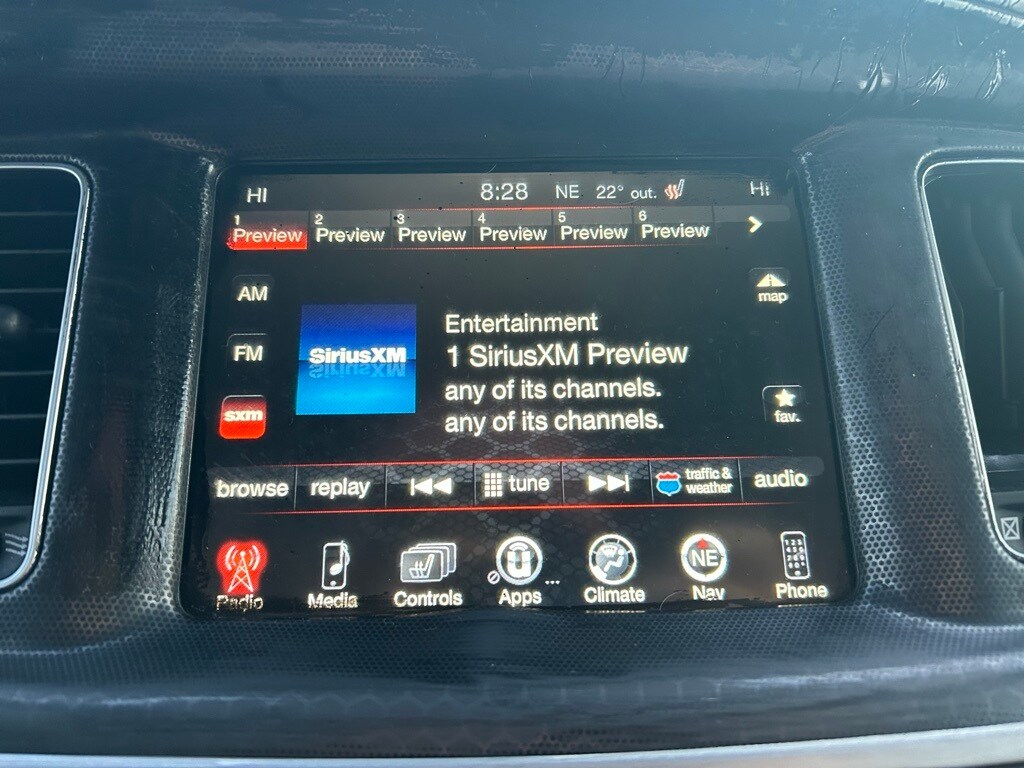 HI 8:28 NE 22° out. HI
1 2 3 4 5 6
Preview Preview Preview Preview Preview Preview
AM
map
FM
SiriusXM
Entertainment
1 SiriusXM Preview
any of its channels.
any of its channels.
sxm
fav.
browse replay tune traffic & weather audio
NE
Radio Media Controls Apps ... Climate Nav Phone